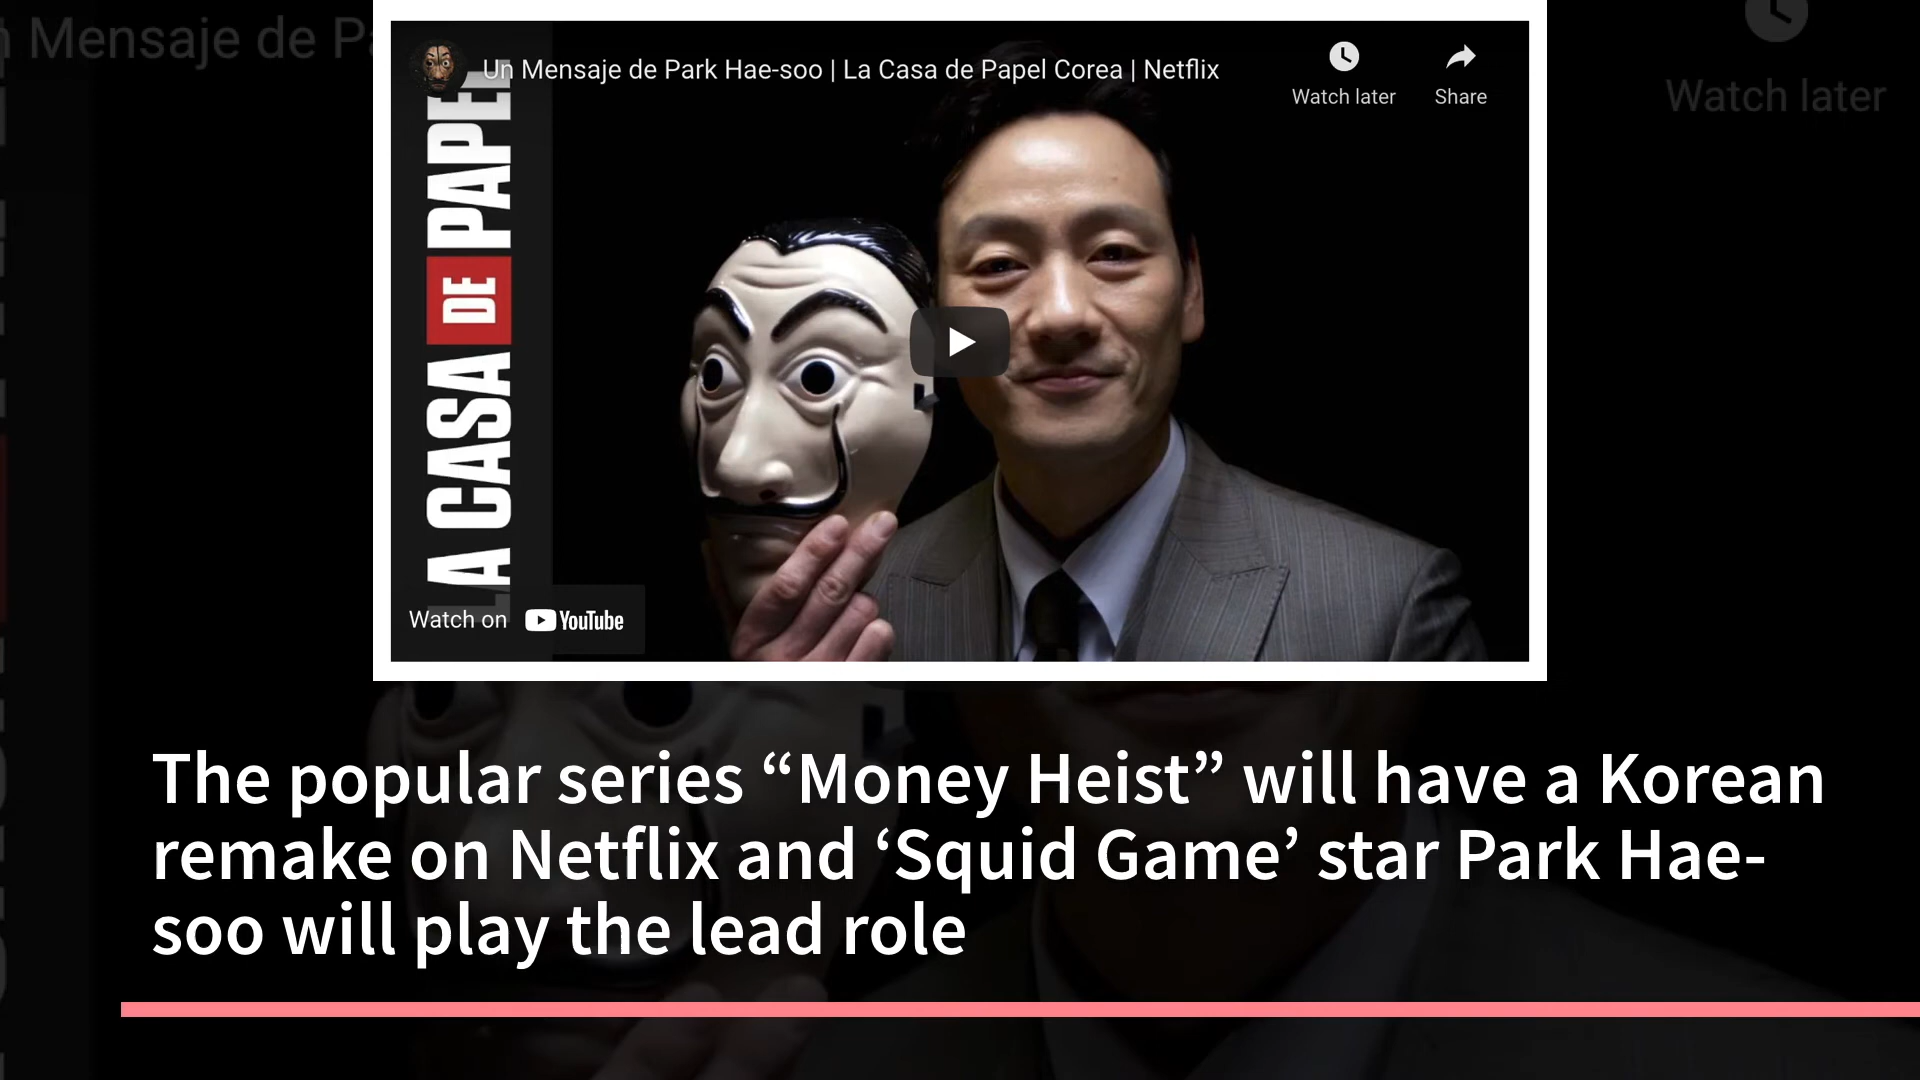 Un Mensaje de Park Hae-soo | La Casa de Papel Corea | Netflix
Watch later
Share
LA CASA DE PAPEL
Watch on YouTube
n Mensaje de Pa
Watch later
The popular series “Money Heist” will have a Korean
remake on Netflix and ‘Squid Game’ star Park Hae-
soo will play the lead role